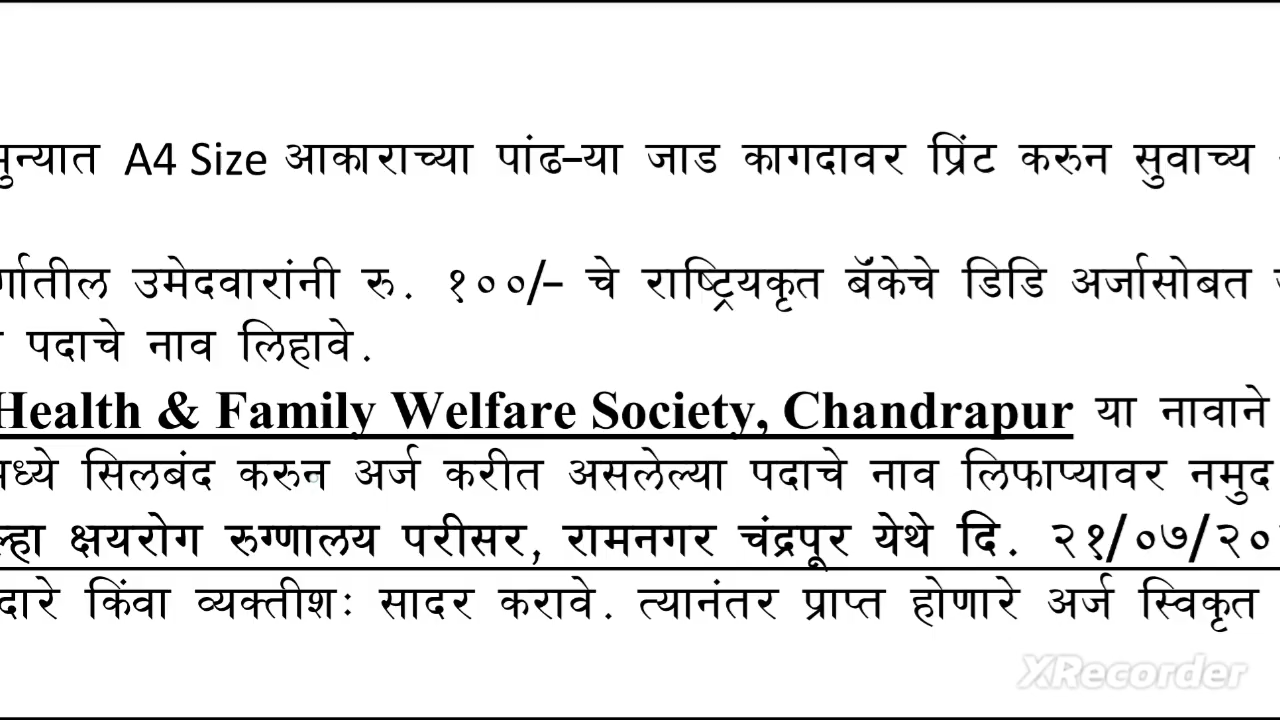 सुन्यात A4 Size आकाराच्या पांढ–या जाड कागदावर प्रिंट करुन सुवाच्य
र्गातील उमेदवारांनी रु. १००/– चे राष्ट्रियकृत बॅंकेचे डिडि अर्जासोबत
पदाचे नाव लिहावे.
Health & Family Welfare Society, Chandrapur या नावाने
मध्ये सिलबंद करुन अर्ज करीत असलेल्या पदाचे नाव लिफाप्यावर नमुद
ल्हा क्षयरोग रुग्णालय परीसर, रामनगर चंद्रपूर येथे दि. २१/०७/२०
दारे किंवा व्यक्तीशः सादर करावे. त्यानंतर प्राप्त होणारे अर्ज स्विकृत
XRecorder